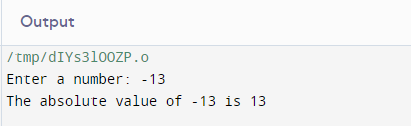 Output
/tmp/dIYs3lOOZP.o
Enter a number: -13
The absolute value of -13 is 13